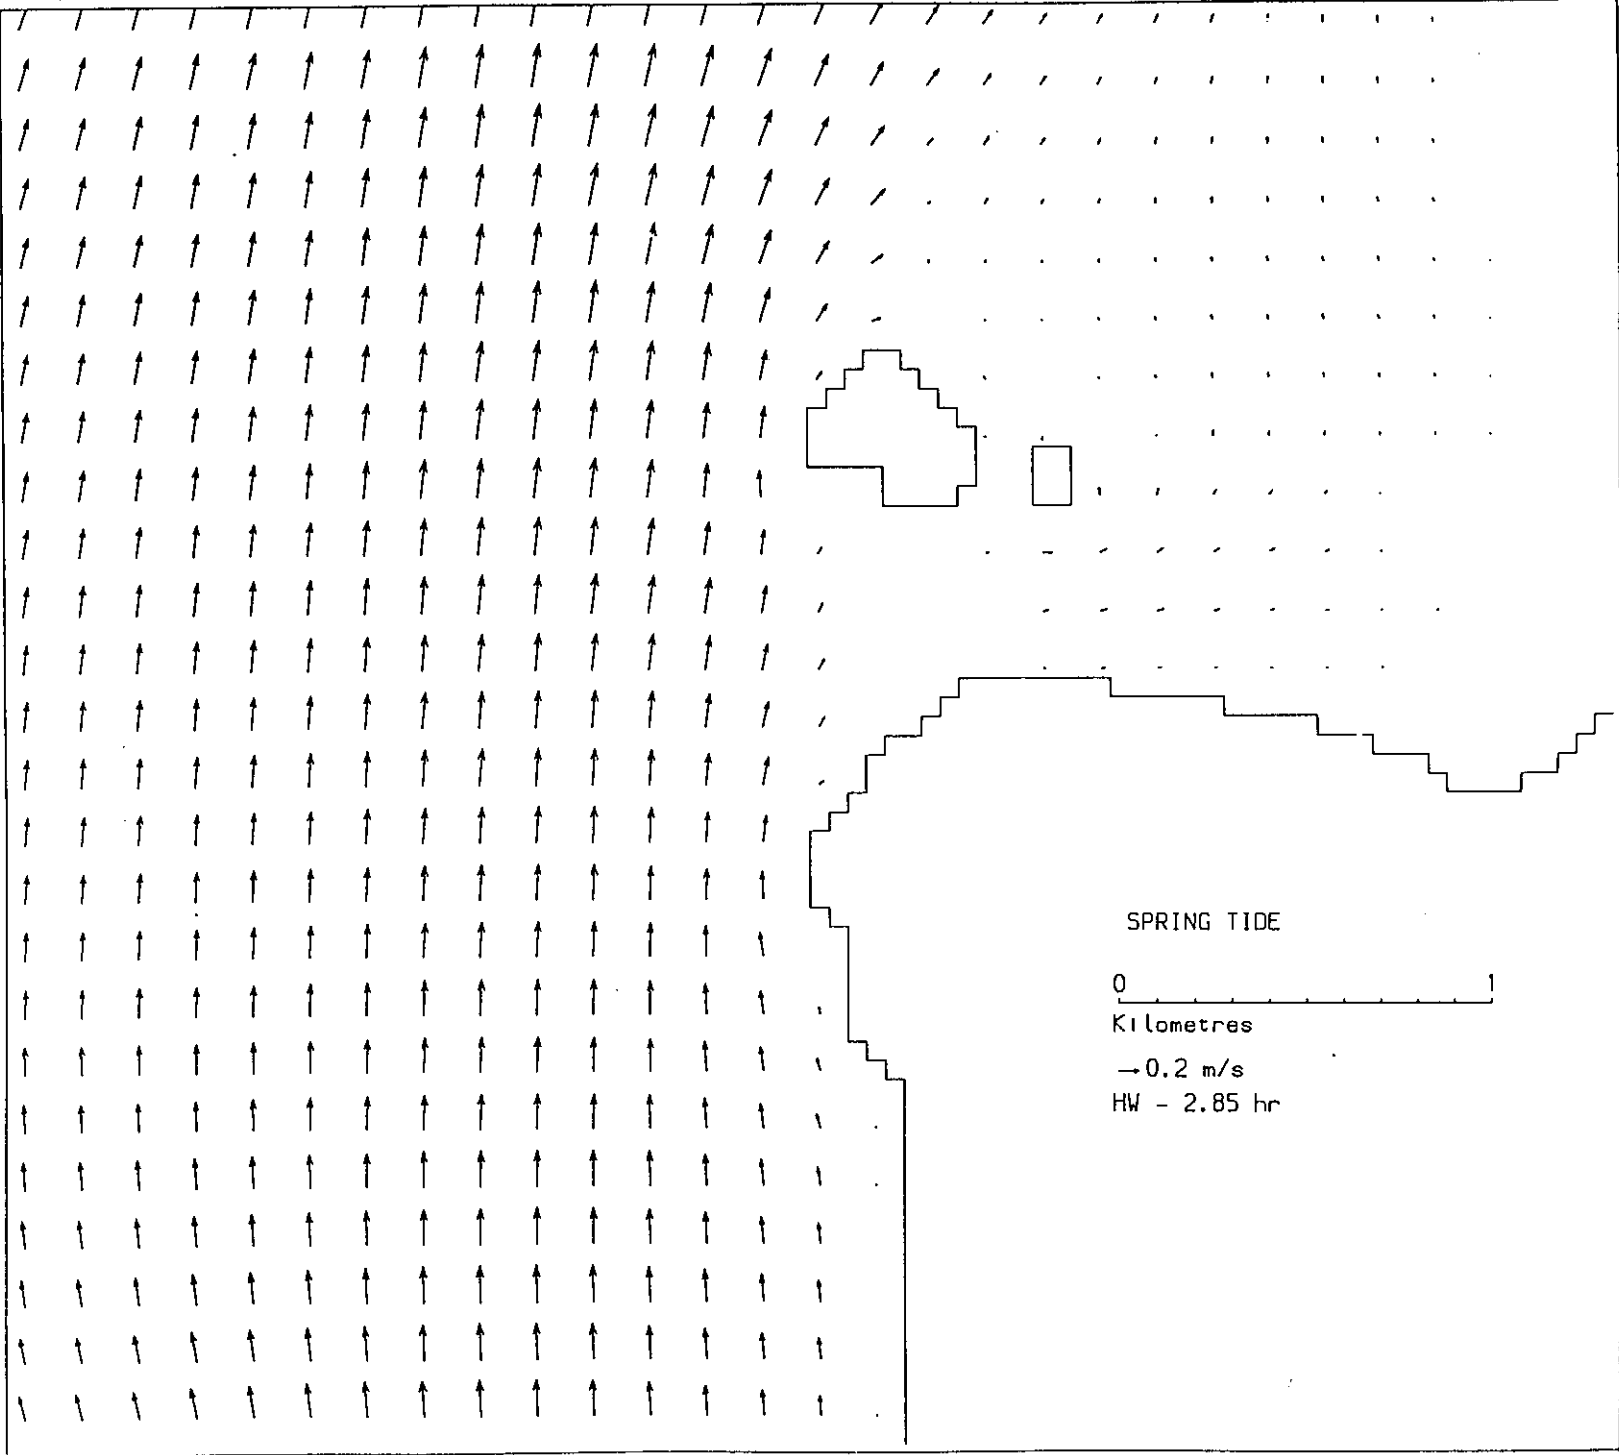 SPRING TIDE
0 1
Kilometres
→0.2 m/s
HW - 2.85 hr